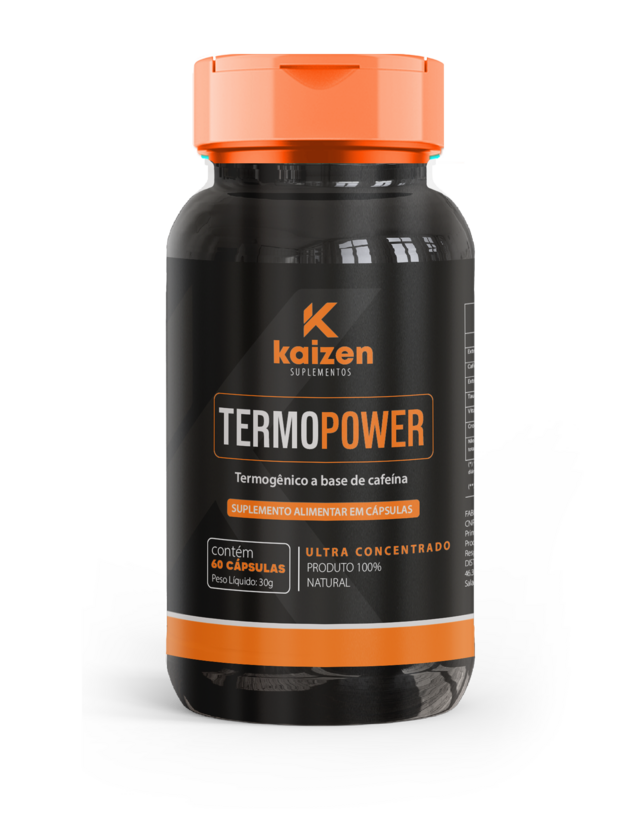 K
kaizen
SUPLEMENTOS
TERMOPOWER
Termogênico a base de cafeína
SUPLEMENTO ALIMENTAR EM CÁPSULAS
contém
60 CÁPSULAS
Peso Líquido: 30g
ULTRA CONCENTRADO
PRODUTO 100%
NATURAL